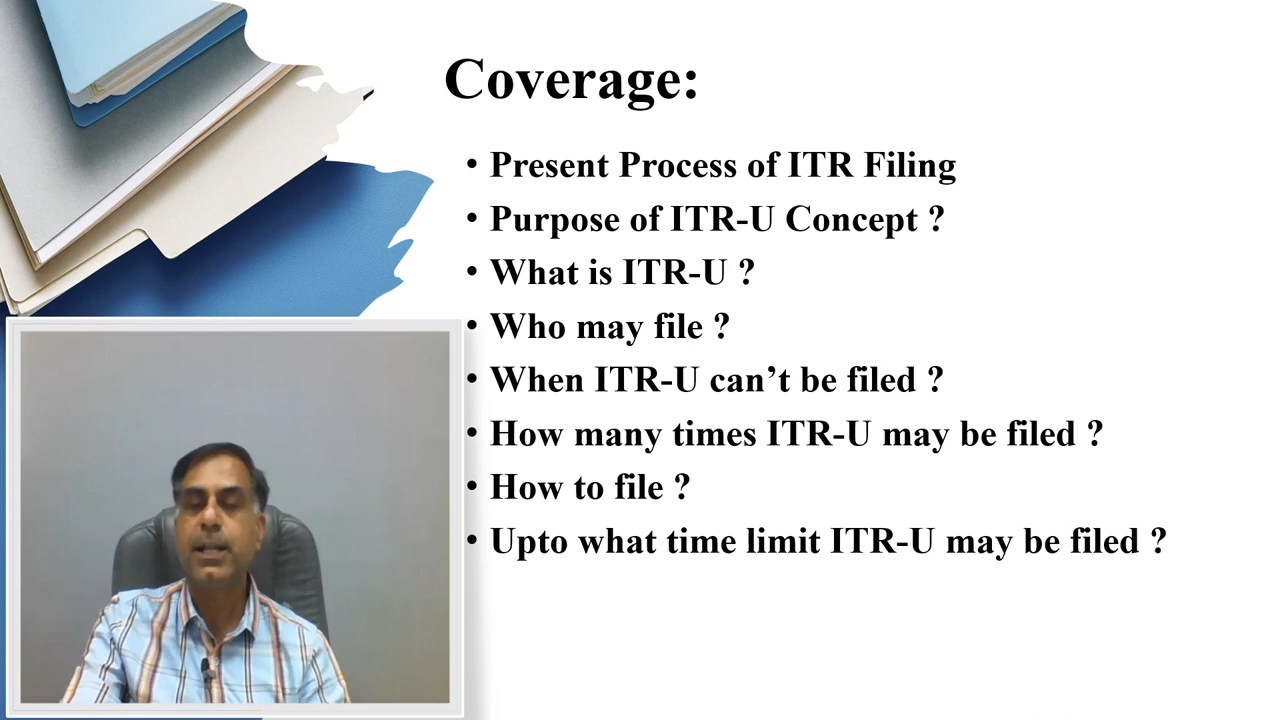 Coverage:
• Present Process of ITR Filing
• Purpose of ITR-U Concept ?
• What is ITR-U ?
• Who may file ?
• When ITR-U can’t be filed ?
• How many times ITR-U may be filed ?
• How to file ?
• Upto what time limit ITR-U may be filed ?